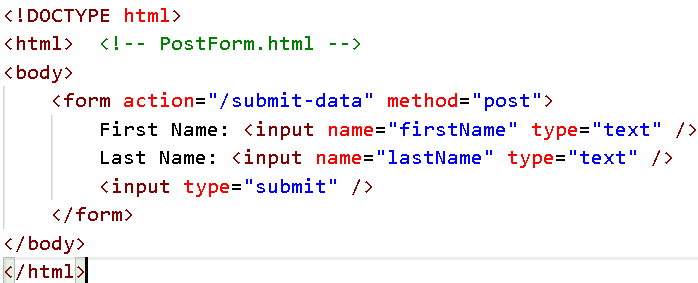 <!DOCTYPE html>
<html>  <!-- PostForm.html -->
<body>
    <form action="/submit-data" method="post">
        First Name: <input name="firstName" type="text" />
        Last Name: <input name="lastName" type="text" />
        <input type="submit" />
    </form>
</body>
</html>